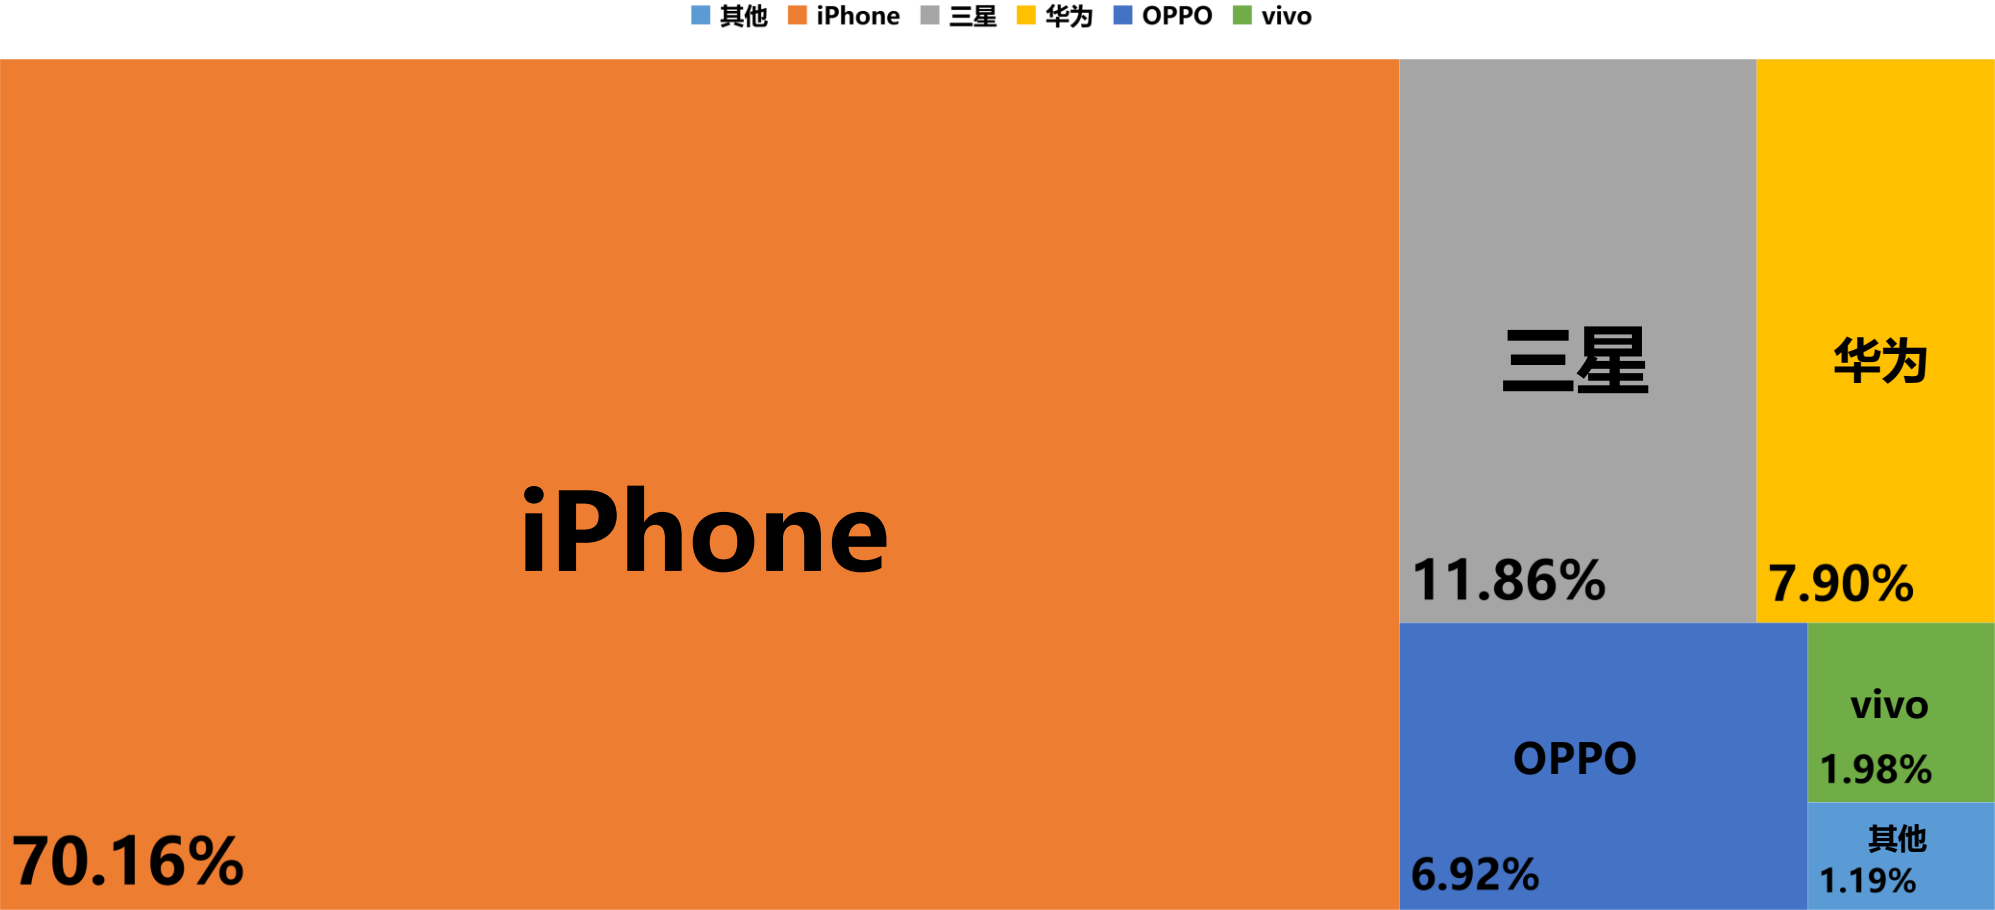 其他 iPhone 三星 华为 OPPO vivo
iPhone
70.16%
三星
11.86%
华为
7.90%
OPPO
6.92%
vivo
1.98%
其他
1.19%